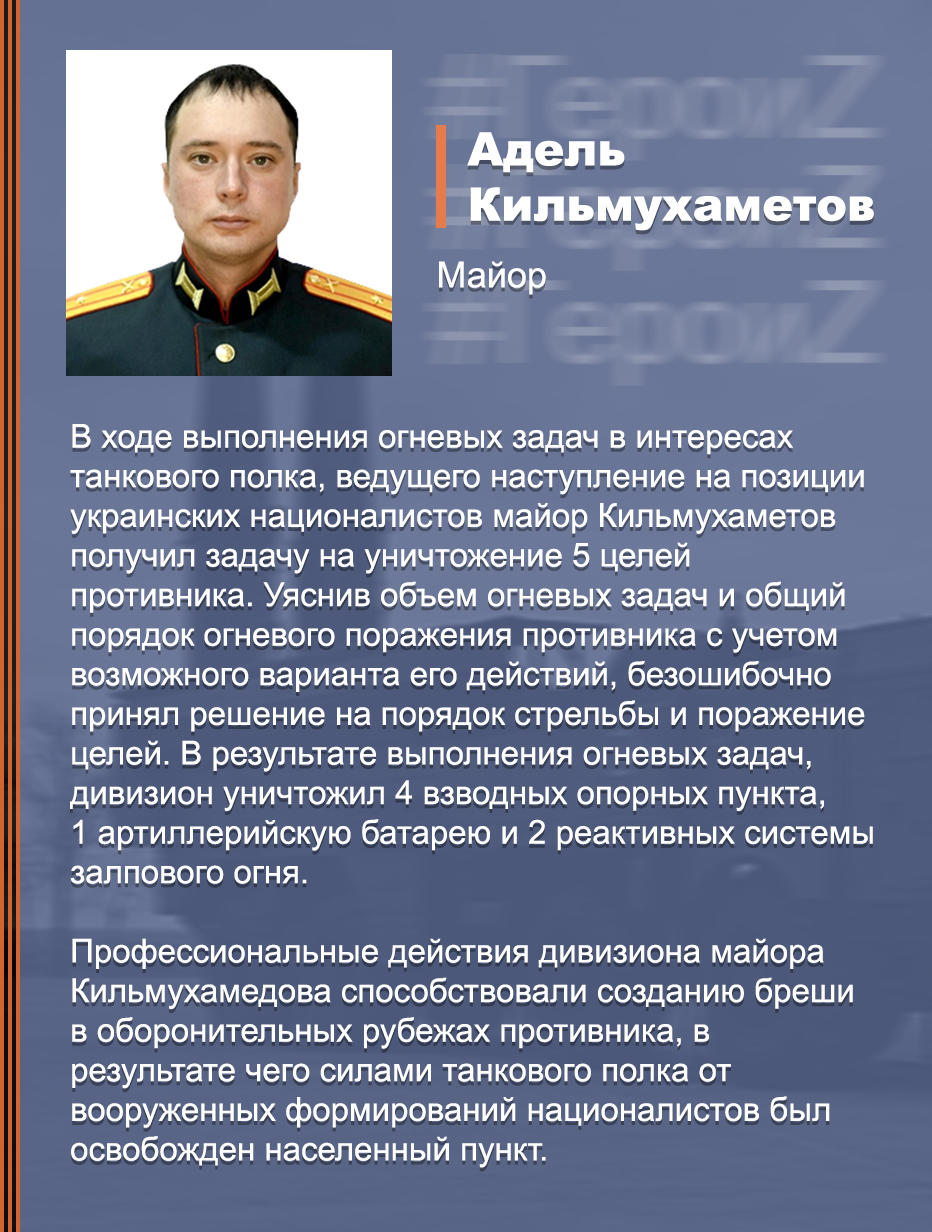 #ГероиZ
#ГероиZ
#ГероиZ
Адель
Кильмухаметов
Майор
В ходе выполнения огневых задач в интересах
танкового полка, ведущего наступление на позиции
украинских националистов майор Кильмухаметов
получил задачу на уничтожение 5 целей
противника. Уяснив объем огневых задач и общий
порядок огневого поражения противника с учетом
возможного варианта его действий, безошибочно
принял решение на порядок стрельбы и поражение
целей. В результате выполнения огневых задач,
дивизион уничтожил 4 взводных опорных пункта,
1 артиллерийскую батарею и 2 реактивных системы
залпового огня.
Профессиональные действия дивизиона майора
Кильмухамедова способствовали созданию бреши
в оборонительных рубежах противника, в
результате чего силами танкового полка от
вооруженных формирований националистов был
освобожден населенный пункт.